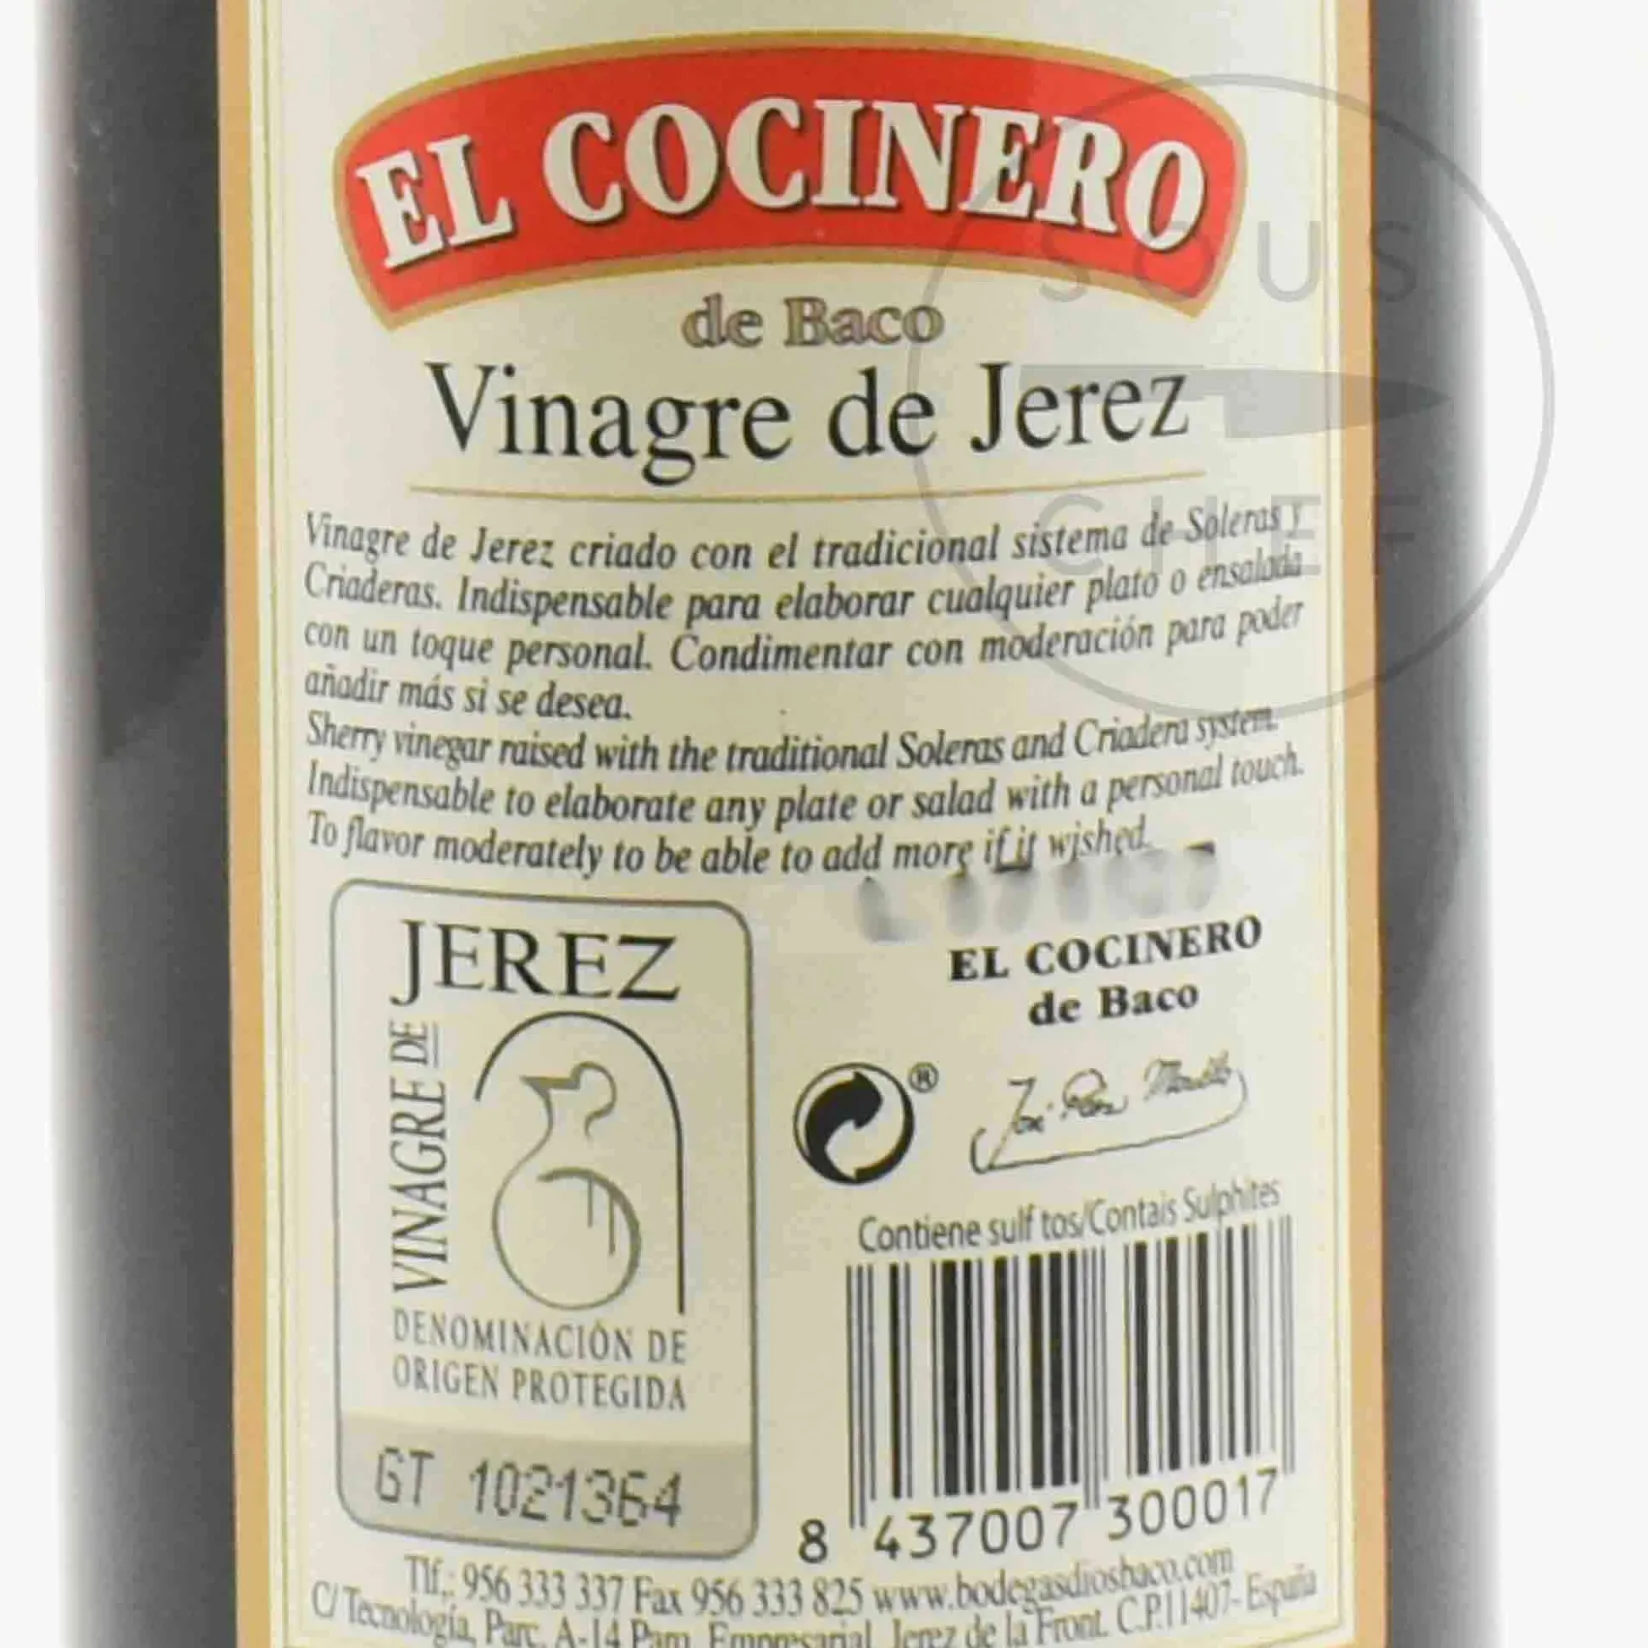 EL COCINERO
de Baco
Vinagre de Jerez
Vinagre de Jerez criado con el tradicional sistema de Soleras y
Criaderas. Indispensable para elaborar cualquier plato o ensalada
con un toque personal. Condimentar con moderación para poder
añadir más si se desea.
Sherry vinegar raised with the traditional Soleras and Criadera system.
Indispensable to elaborate any plate or salad with a personal touch.
To flavor moderately to be able to add more if it wished.
JEREZ
VINAGRE DE
DENOMINACIÓN DE
ORIGEN PROTEGIDA
GT 1021364
EL COCINERO
de Baco
®
Contiene sulf tos/Contais Sulphites
8 437007 300017
Tlf.: 956 333 337 Fax 956 333 825 www.bodegasdiosbaco.com
C/ Tecnología, Parc. A-14 Pam. Empresarial Jerez de la Front. C.P.11407- España
SOUS
CHEF